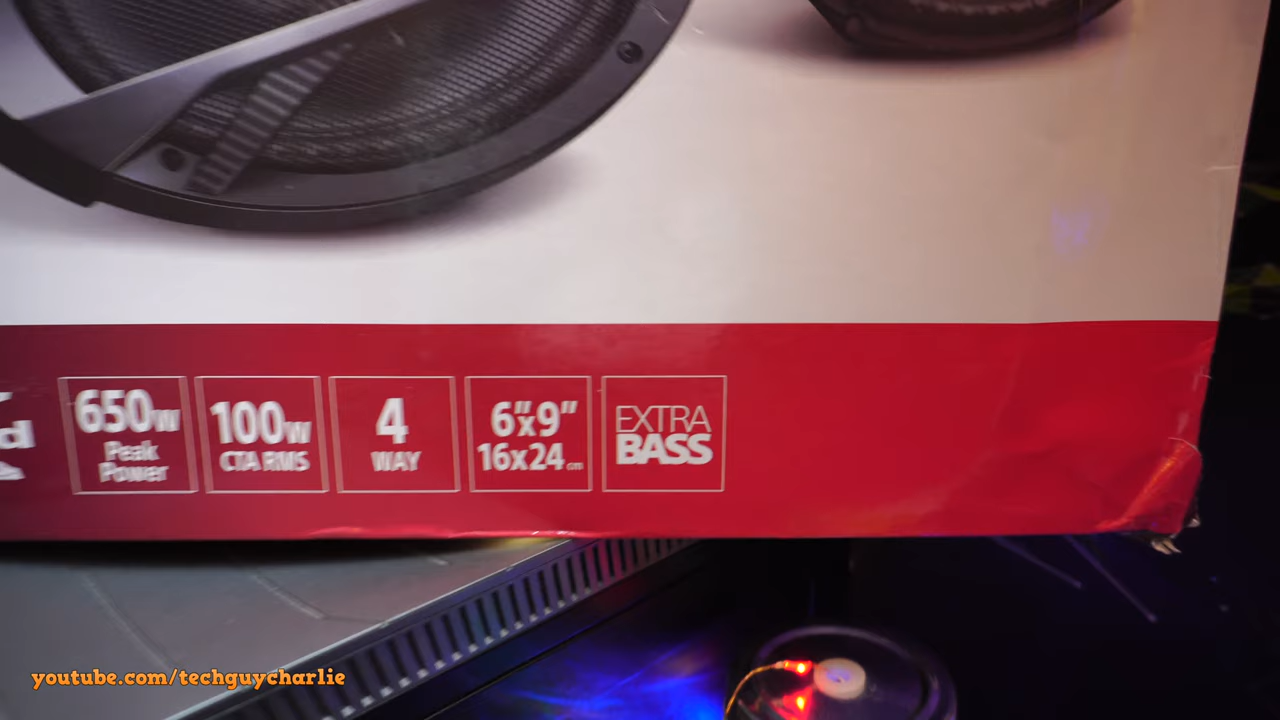 650w
Peak
Power
100w
CTA RMS
4
WAY
6"x9"
16x24cm
EXTRA
BASS
youtube.com/techguycharlie